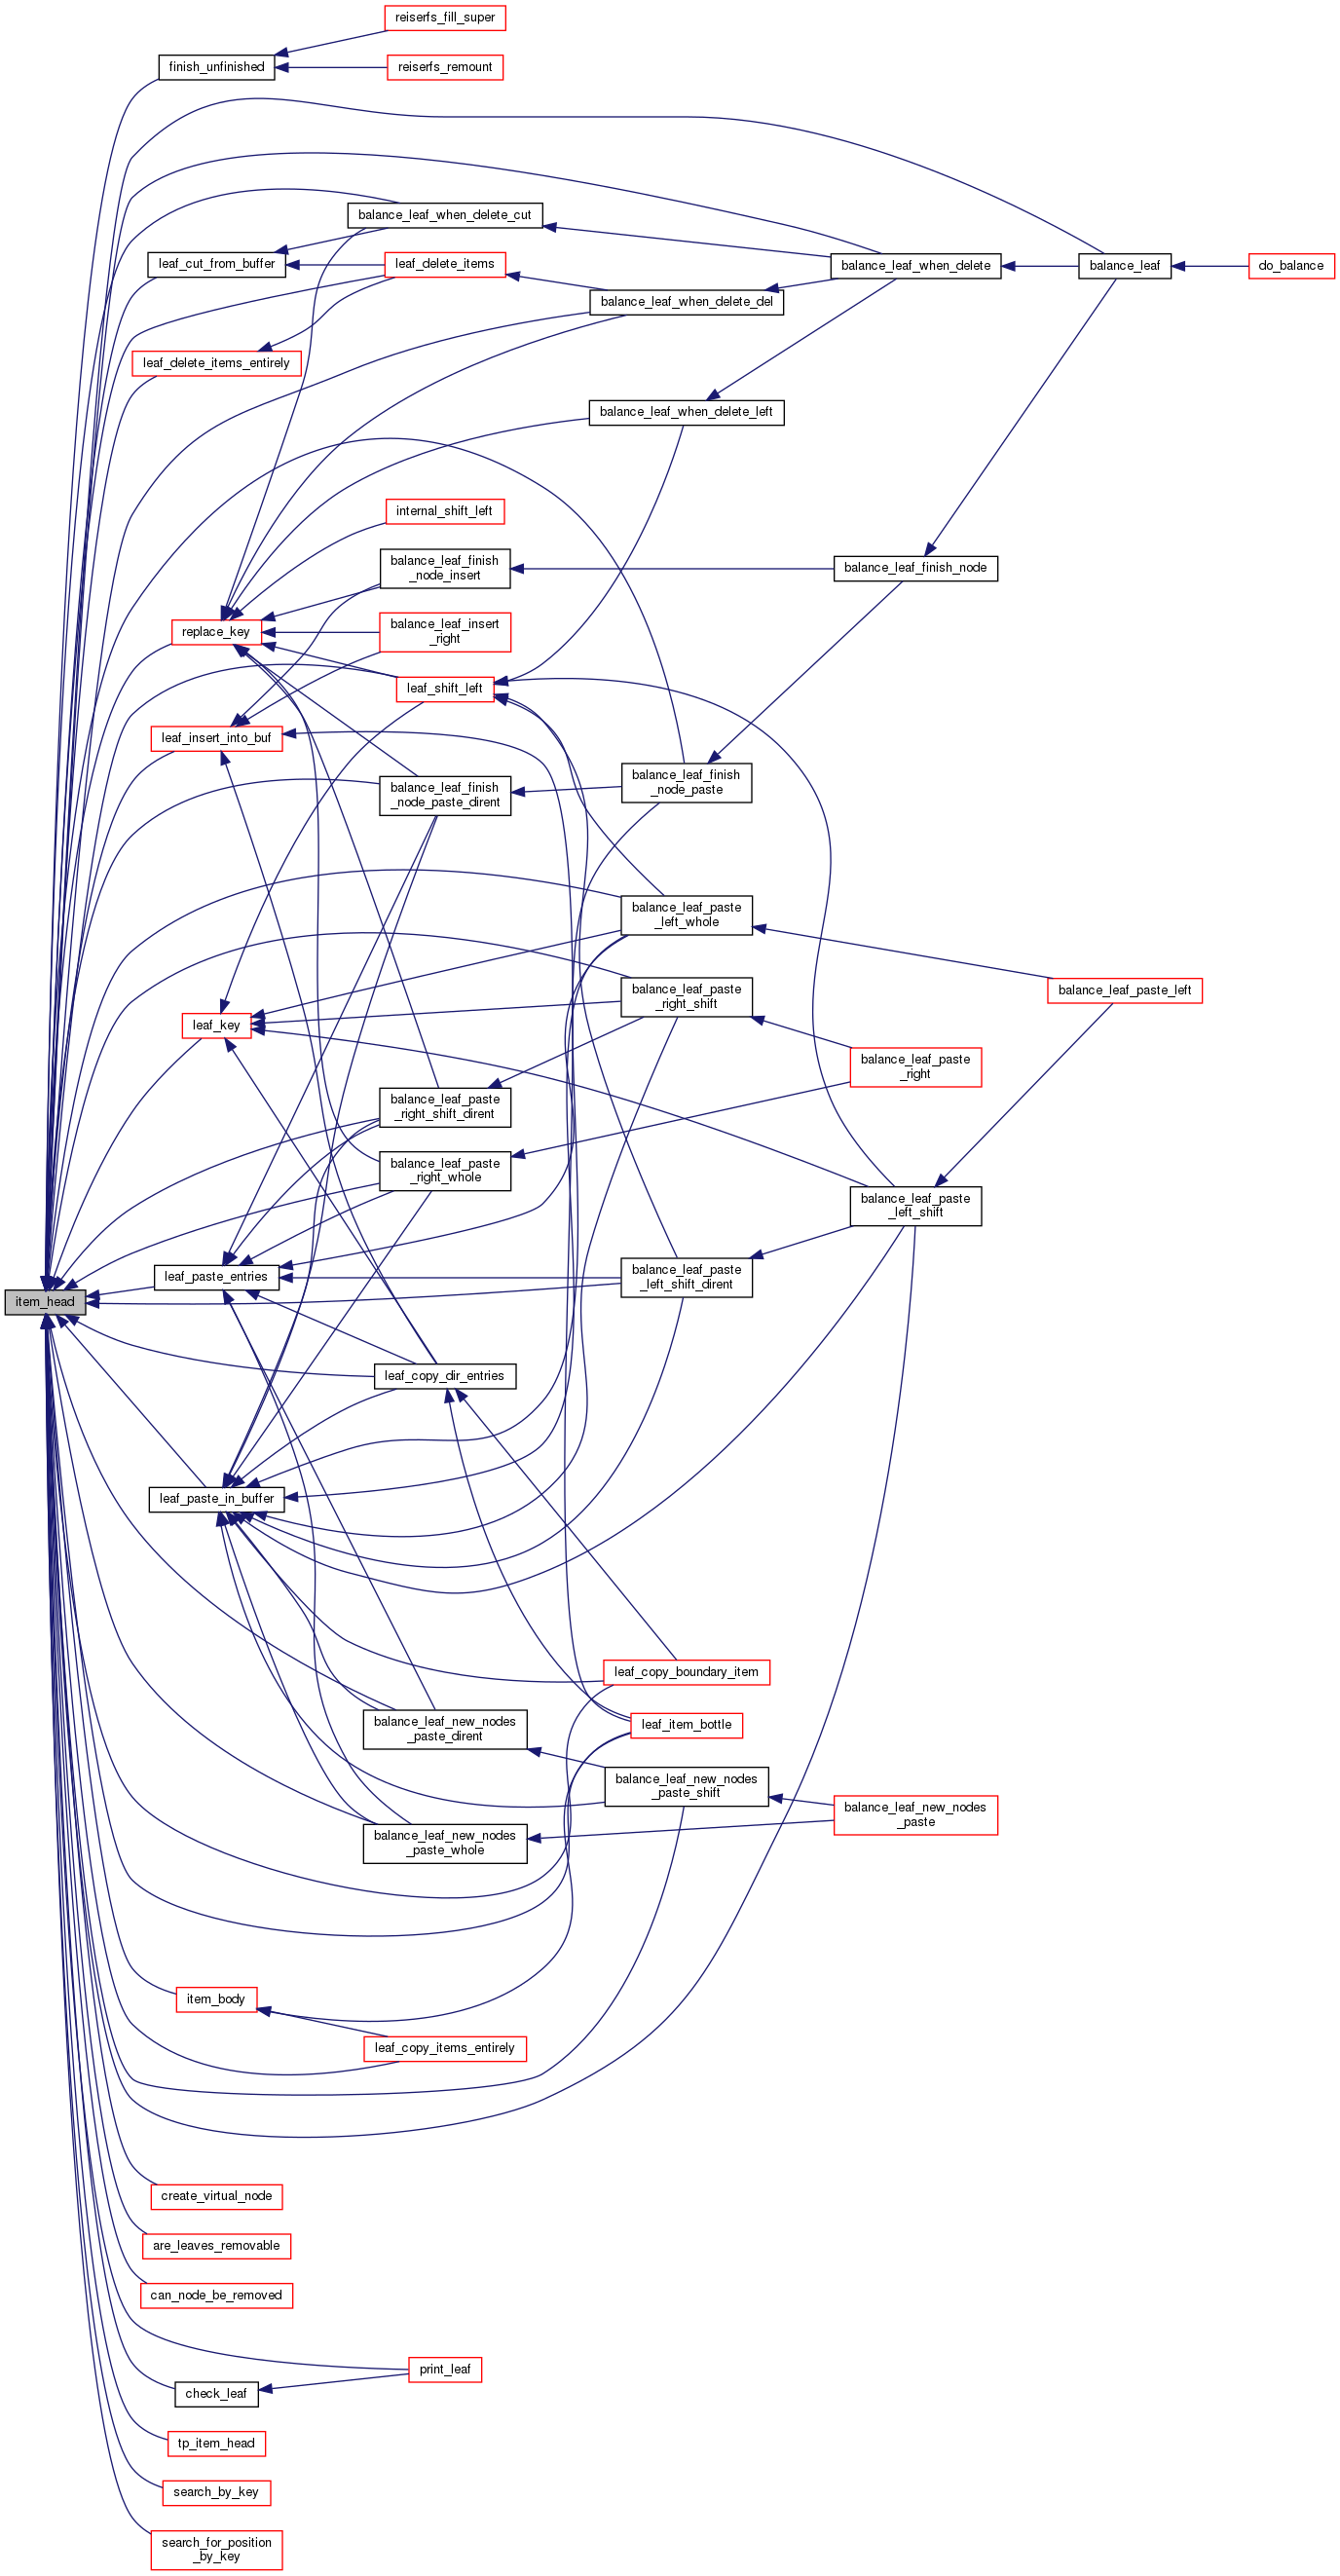 reiserfs_fill_super
finish_unfinished
reiserfs_remount
balance_leaf_when_delete_cut
leaf_cut_from_buffer
leaf_delete_items
balance_leaf_when_delete
balance_leaf
do_balance
balance_leaf_when_delete_del
leaf_delete_items_entirely
balance_leaf_when_delete_left
internal_shift_left
balance_leaf_finish
_node_insert
balance_leaf_finish_node
replace_key
balance_leaf_insert
_right
leaf_shift_left
leaf_insert_into_buf
balance_leaf_finish
_node_paste_dirent
balance_leaf_finish
_node_paste
balance_leaf_paste
_left_whole
balance_leaf_paste
_right_shift
balance_leaf_paste_left
leaf_key
balance_leaf_paste
_right
balance_leaf_paste
_right_shift_dirent
balance_leaf_paste
_right_whole
balance_leaf_paste
_left_shift
leaf_paste_entries
balance_leaf_paste
_left_shift_dirent
item_head
leaf_copy_dir_entries
leaf_paste_in_buffer
leaf_copy_boundary_item
balance_leaf_new_nodes
_paste_dirent
leaf_item_bottle
balance_leaf_new_nodes
_paste_shift
balance_leaf_new_nodes
_paste
balance_leaf_new_nodes
_paste_whole
item_body
leaf_copy_items_entirely
create_virtual_node
are_leaves_removable
can_node_be_removed
print_leaf
check_leaf
tp_item_head
search_by_key
search_for_position
_by_key